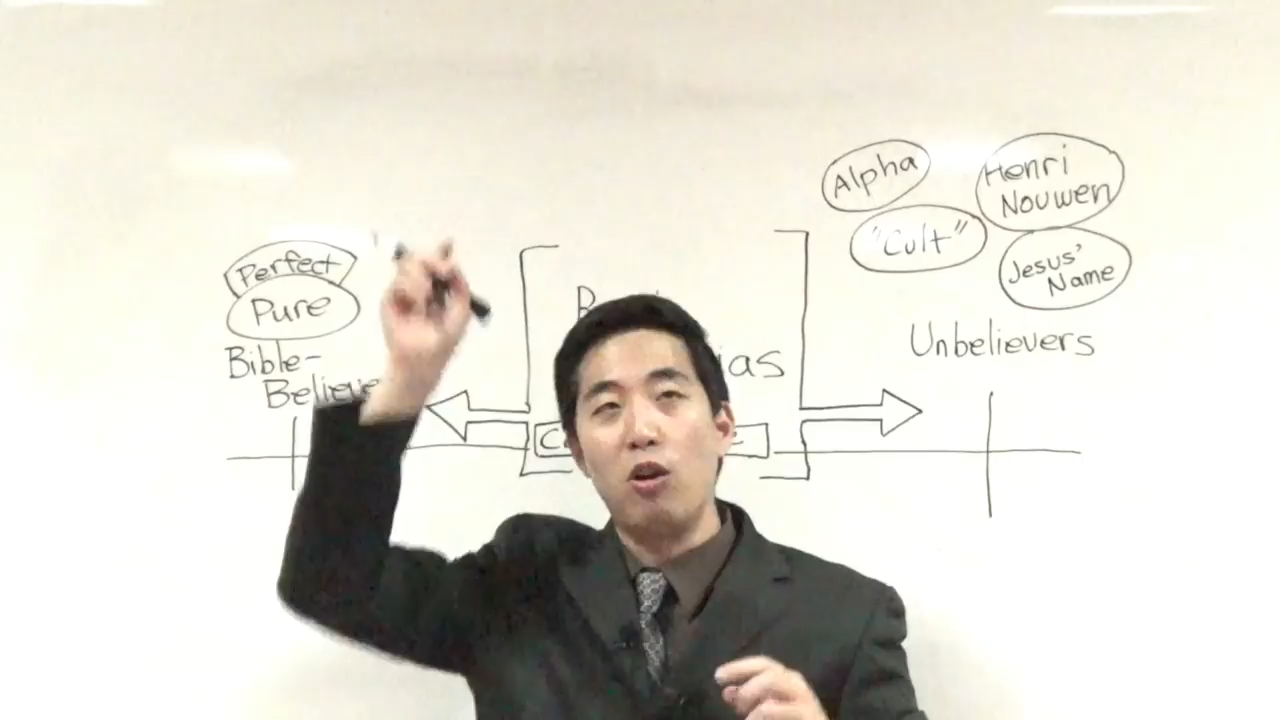 Perfect
Pure
Bible-
Alpha
Henri
Nouwen
"Cult"
Jesus'
Name
Unbelievers